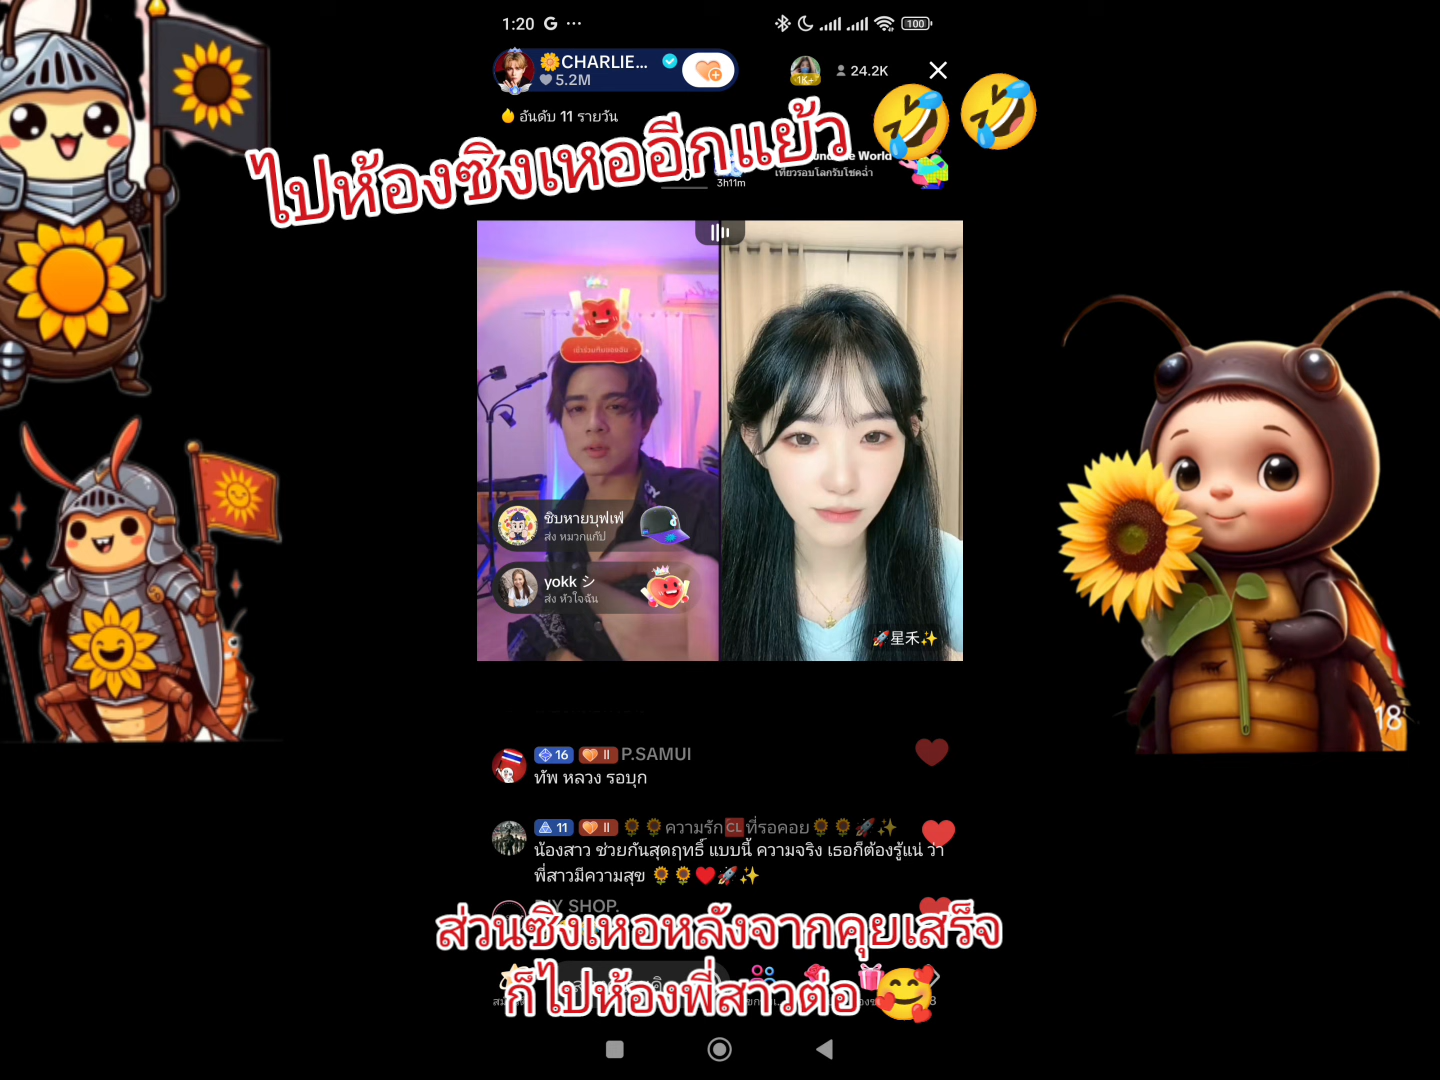 1:20 G ...
100
🌼CHARLIE...
5.2M
1K+
24.2K
อันดับ 11 รายวัน
ไปห้องซิงเหออีกแย้ว 🤣 🤣
World
เที่ยวรอบโลกรับโชคฉ่ำ
3h11m
ซิบหายบุฟเฟ่
ส่ง หมวกแก๊ป
yokk シ
ส่ง หัวใจฉัน
🚀星禾✨
18
16 II P.SAMUI
ทัพ หลวง รอบุก
11 II 🌻🌻ความรัก🆑ที่รอคอย🌻🌻🚀✨
น้องสาว ช่วยกันสุดฤทธิ์ แบบนี้ ความจริง เธอก็ต้องรู้แน่ ว่า
พี่สาวมีความสุข 🌻🌻❤️🚀✨
DIY SHOP.
ส่วนซิงเหอหลังจากคุยเสร็จ
ก็ไปห้องพี่สาวต่อ 🥰